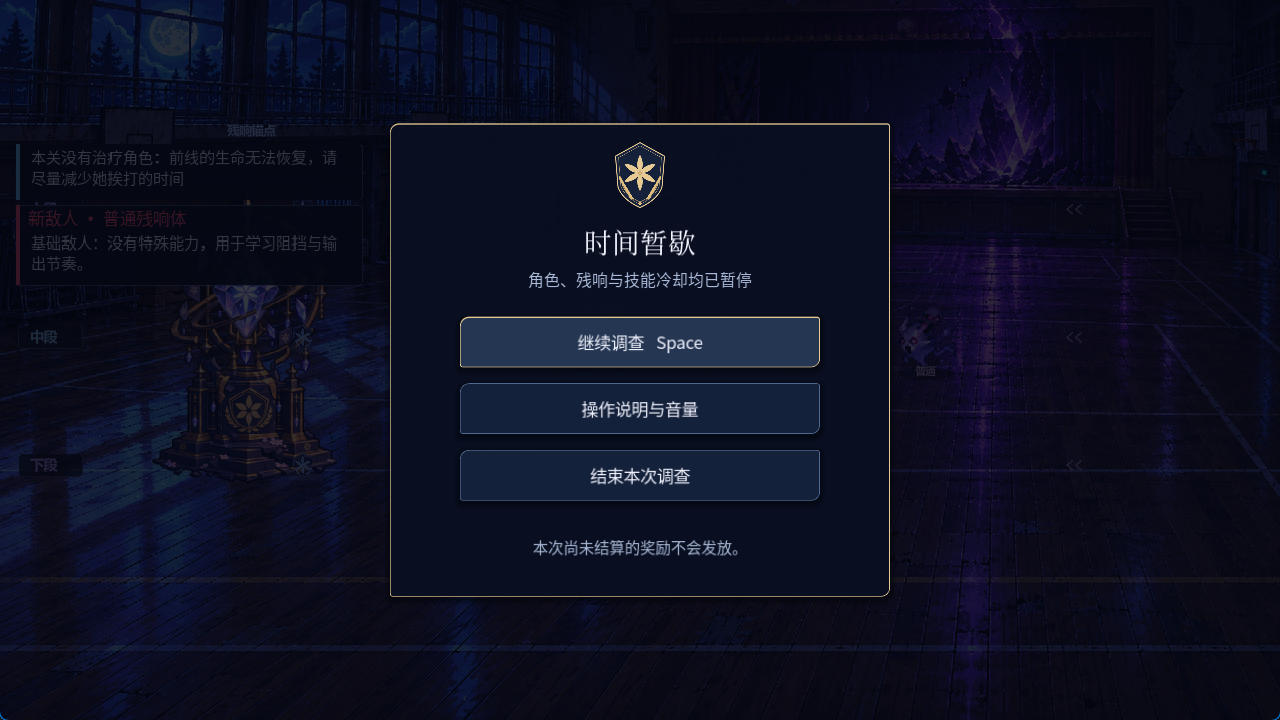 残响锚点
本关没有治疗角色：前线的生命无法恢复，请
尽量减少她挨打的时间
新敌人 • 普通残响体
基础敌人：没有特殊能力，用于学习阻挡与输
出节奏。
中段
下段
普通
时间暂歇
角色、残响与技能冷却均已暂停
继续调查 Space
操作说明与音量
结束本次调查
本次尚未结算的奖励不会发放。